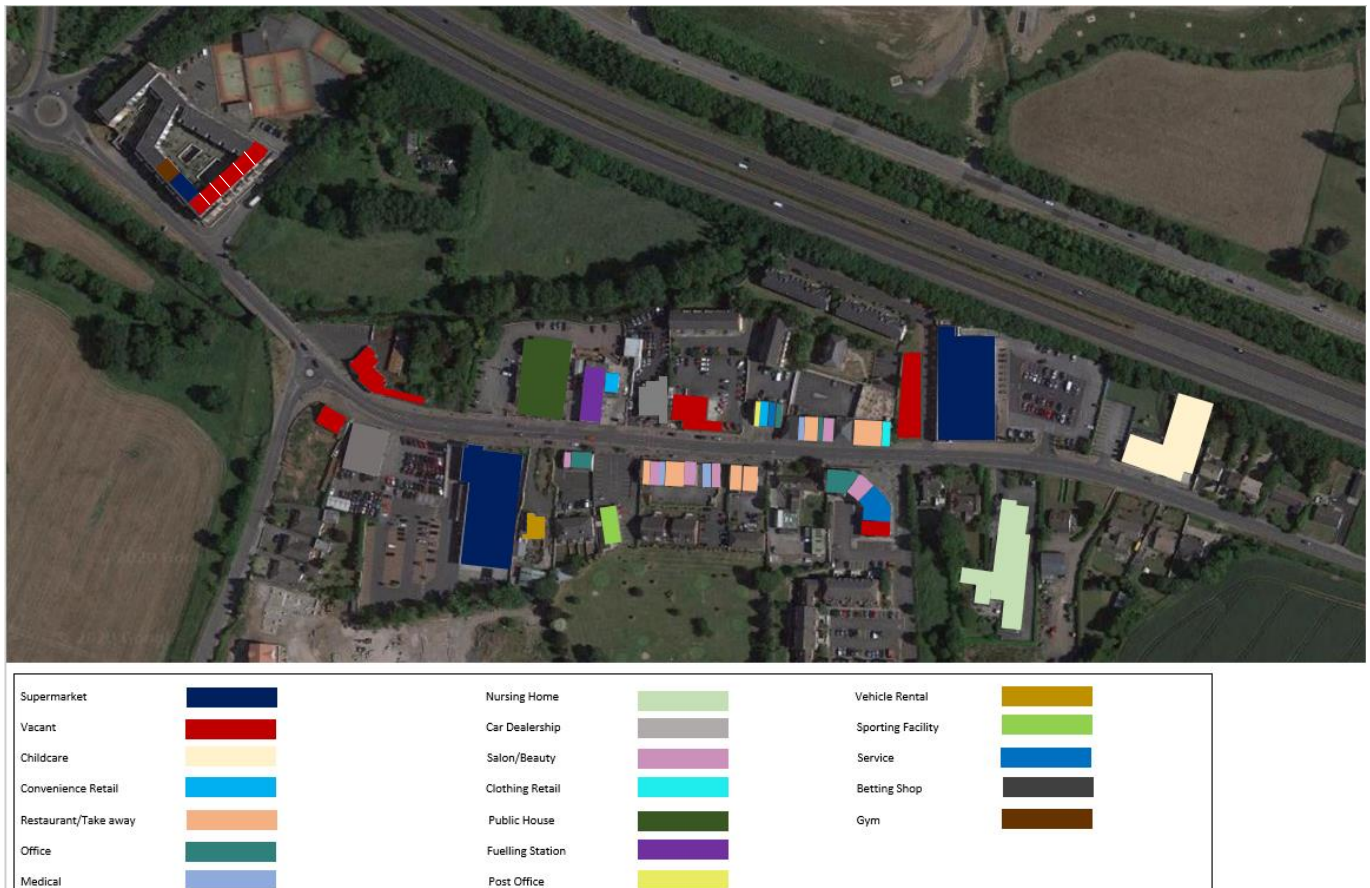 Supermarket
Vacant
Childcare
Convenience Retail
Restaurant/Take away
Office
Medical
Nursing Home
Car Dealership
Salon/Beauty
Clothing Retail
Public House
Fuelling Station
Post Office
Vehicle Rental
Sporting Facility
Service
Betting Shop
Gym